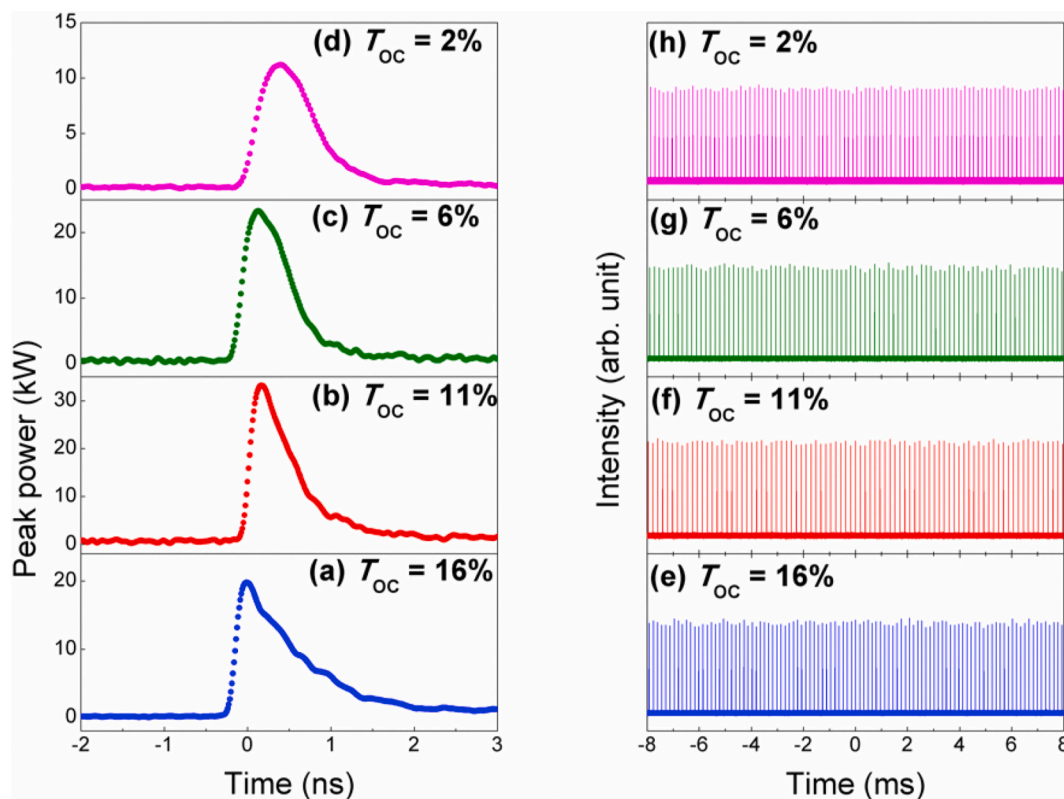 Peak power (kW)
15
10
5
0
(d) Toc = 2%
20
10
0
(c) Toc = 6%
30
20
10
0
(b) Toc = 11%
20
10
0
(a) Toc = 16%
-2 -1 0 1 2 3
Time (ns)
Intensity (arb. unit)
(h) Toc = 2%
(g) Toc = 6%
(f) Toc = 11%
(e) Toc = 16%
-8 -6 -4 -2 0 2 4 6 8
Time (ms)